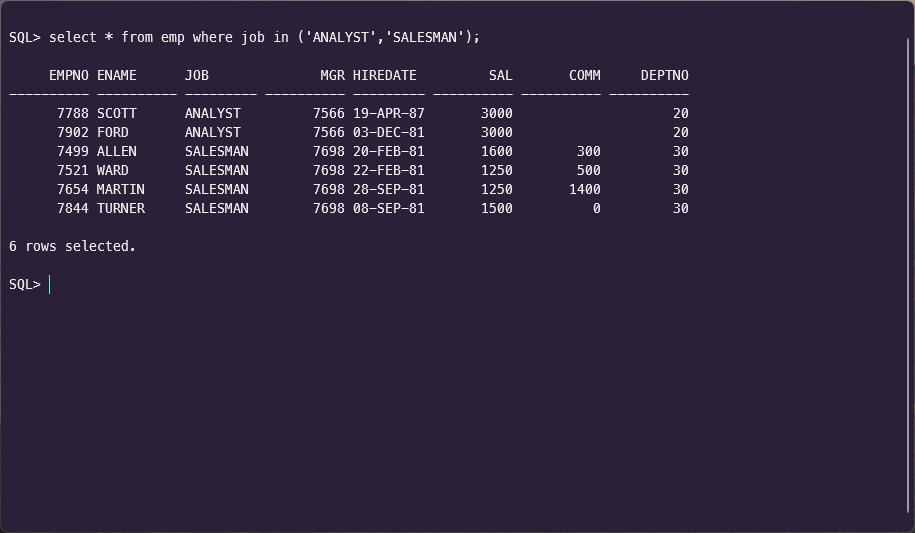 SQL> select * from emp where job in ('ANALYST','SALESMAN');
     EMPNO ENAME      JOB              MGR HIREDATE         SAL       COMM     DEPTNO
---------- ---------- --------- ---------- --------- ---------- ---------- ----------
      7788 SCOTT      ANALYST         7566 19-APR-87       3000                    20
      7902 FORD       ANALYST         7566 03-DEC-81       3000                    20
      7499 ALLEN      SALESMAN        7698 20-FEB-81       1600        300         30
      7521 WARD       SALESMAN        7698 22-FEB-81       1250        500         30
      7654 MARTIN     SALESMAN        7698 28-SEP-81       1250       1400         30
      7844 TURNER     SALESMAN        7698 08-SEP-81       1500          0         30
6 rows selected.
SQL>